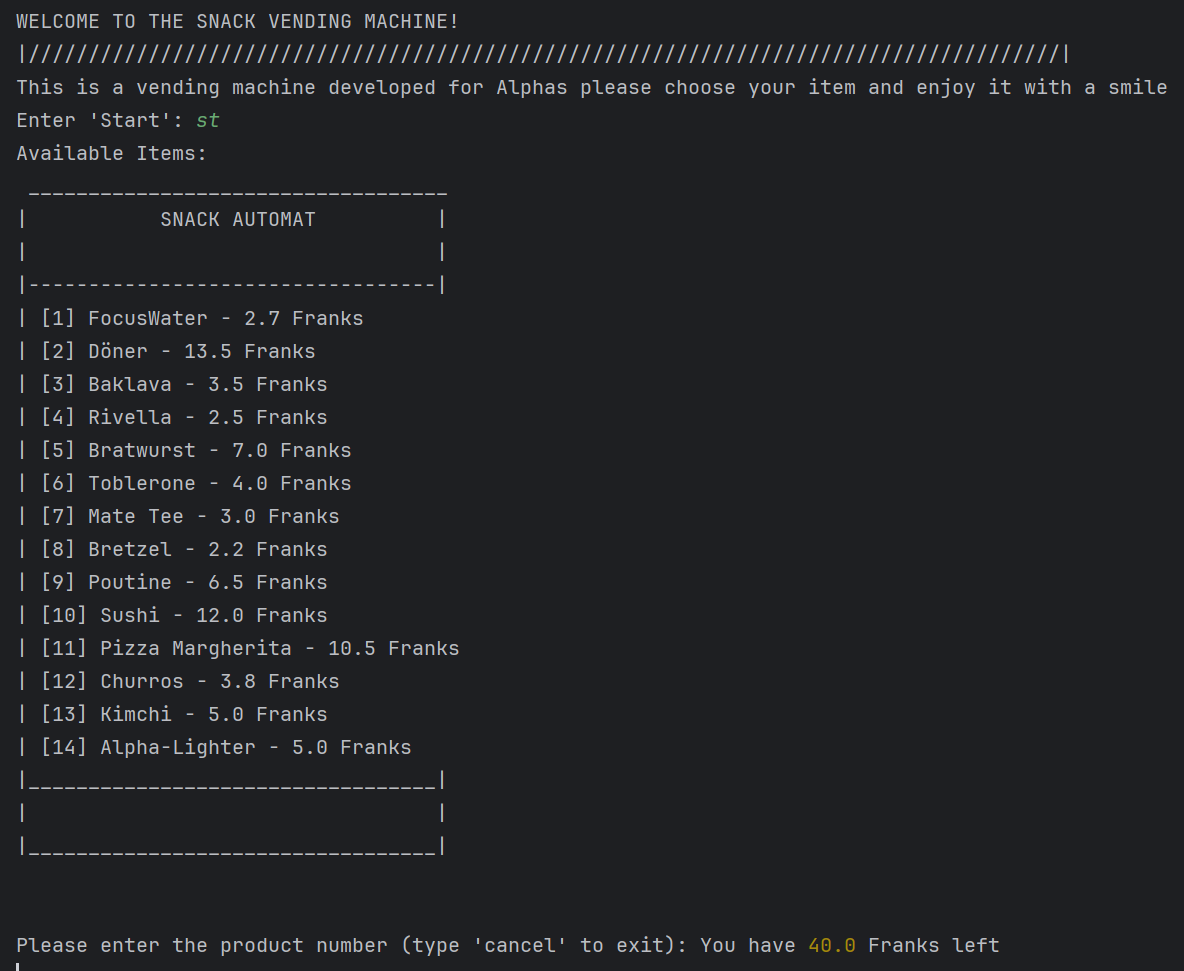 WELCOME TO THE SNACK VENDING MACHINE!
|//////////////////////////////////////////////////////////////////////////////////////|
This is a vending machine developed for Alphas please choose your item and enjoy it with a smile
Enter 'Start': st
Available Items:
 ___________________________________
|           SNACK AUTOMAT          |
|                                  |
|----------------------------------|
| [1] FocusWater - 2.7 Franks
| [2] Döner - 13.5 Franks
| [3] Baklava - 3.5 Franks
| [4] Rivella - 2.5 Franks
| [5] Bratwurst - 7.0 Franks
| [6] Toblerone - 4.0 Franks
| [7] Mate Tee - 3.0 Franks
| [8] Bretzel - 2.2 Franks
| [9] Poutine - 6.5 Franks
| [10] Sushi - 12.0 Franks
| [11] Pizza Margherita - 10.5 Franks
| [12] Churros - 3.8 Franks
| [13] Kimchi - 5.0 Franks
| [14] Alpha-Lighter - 5.0 Franks
|__________________________________|
|                                  |
|__________________________________|
Please enter the product number (type 'cancel' to exit): You have 40.0 Franks left